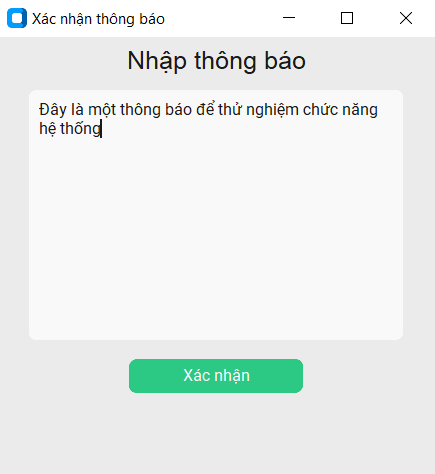 Xác nhận thông báo
Nhập thông báo
Đây là một thông báo để thử nghiệm chức năng
hệ thống
Xác nhận